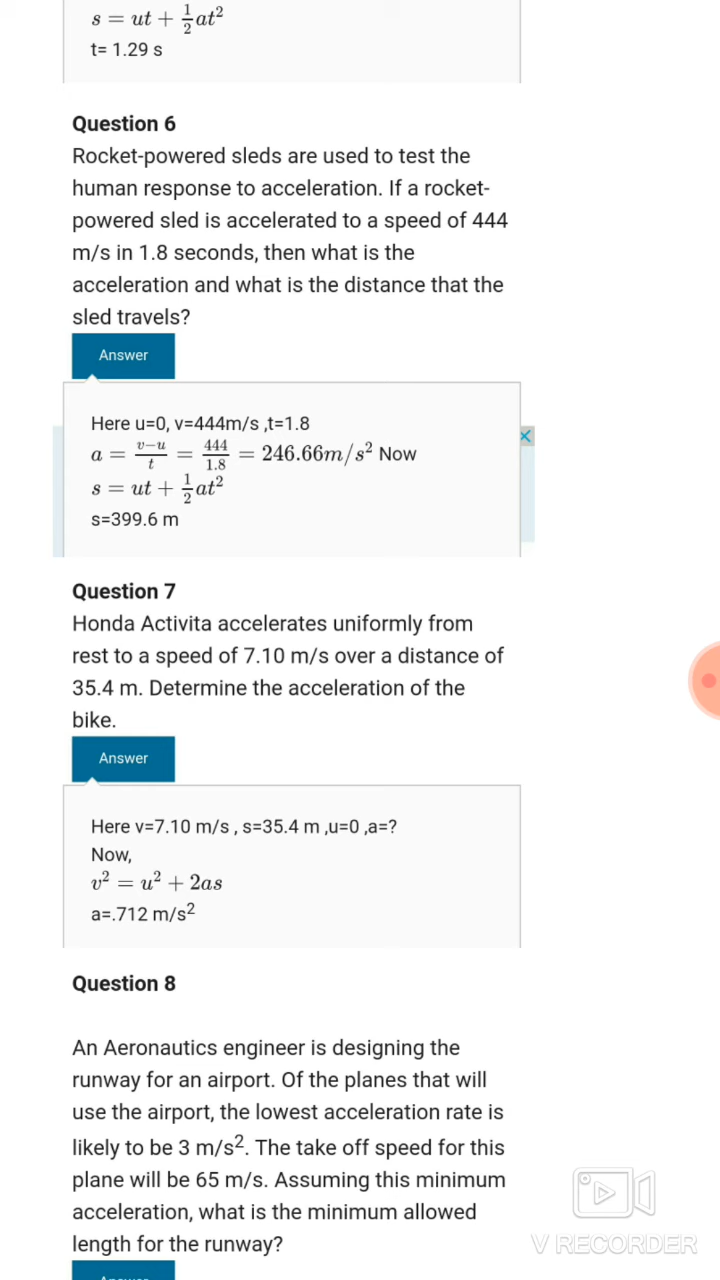 s = ut + 1/2 at²
t= 1.29 s
Question 6
Rocket-powered sleds are used to test the
human response to acceleration. If a rocket-
powered sled is accelerated to a speed of 444
m/s in 1.8 seconds, then what is the
acceleration and what is the distance that the
sled travels?
Answer
Here u=0, v=444m/s ,t=1.8
a = v−u/t = 444/1.8 = 246.66m/s² Now
s = ut + 1/2 at²
s=399.6 m
Question 7
Honda Activita accelerates uniformly from
rest to a speed of 7.10 m/s over a distance of
35.4 m. Determine the acceleration of the
bike.
Answer
Here v=7.10 m/s , s=35.4 m ,u=0 ,a=?
Now,
v² = u² + 2as
a=.712 m/s²
Question 8
An Aeronautics engineer is designing the
runway for an airport. Of the planes that will
use the airport, the lowest acceleration rate is
likely to be 3 m/s². The take off speed for this
plane will be 65 m/s. Assuming this minimum
acceleration, what is the minimum allowed
length for the runway?
V RECORDER